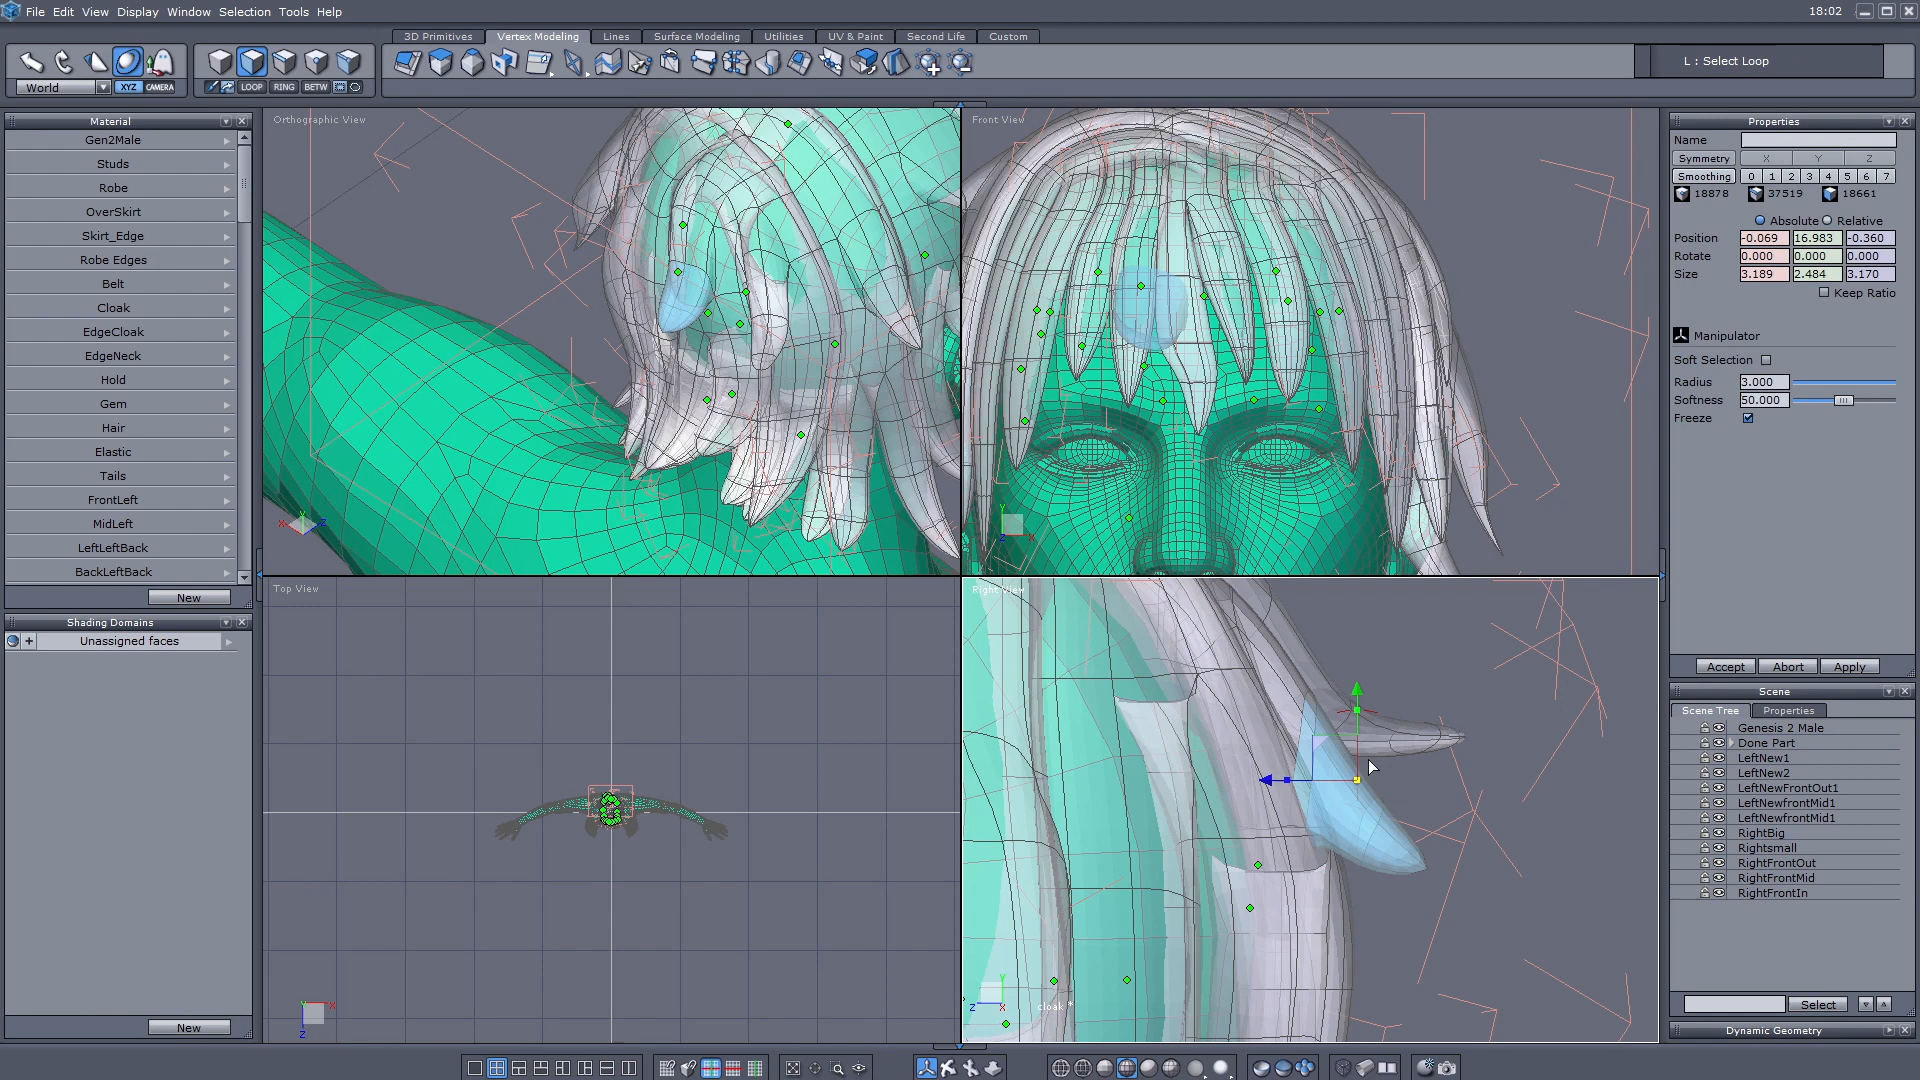 File Edit View Display Window Selection Tools Help
18:02
3D Primitives Vertex Modeling Lines Surface Modeling Utilities UV & Paint Second Life Custom
L : Select Loop
World XYZ CAMERA LOOP RING BETW
Material
Gen2Male
Studs
Robe
OverSkirt
Skirt_Edge
Robe Edges
Belt
Cloak
EdgeCloak
EdgeNeck
Hold
Gem
Hair
Elastic
Tails
FrontLeft
MidLeft
LeftLeftBack
BackLeftBack
New
Shading Domains
Unassigned faces
New
Orthographic View
X Y Z
Front View
Y Z X
Top View
Y X Z
Right View
Y Z X
cloak *
Properties
Name
Symmetry X Y Z
Smoothing 0 1 2 3 4 5 6 7
18878 37519 18661
Absolute Relative
Position -0.069 16.983 -0.360
Rotate 0.000 0.000 0.000
Size 3.189 2.484 3.170
Keep Ratio
Manipulator
Soft Selection
Radius 3.000
Softness 50.000
Freeze
Accept Abort Apply
Scene
Scene Tree Properties
Genesis 2 Male
Done Part
LeftNew1
LeftNew2
LeftNewFrontOut1
LeftNewfrontMid1
LeftNewfrontMid1
RightBig
Rightsmall
RightFrontOut
RightFrontMid
RightFrontIn
Select
Dynamic Geometry